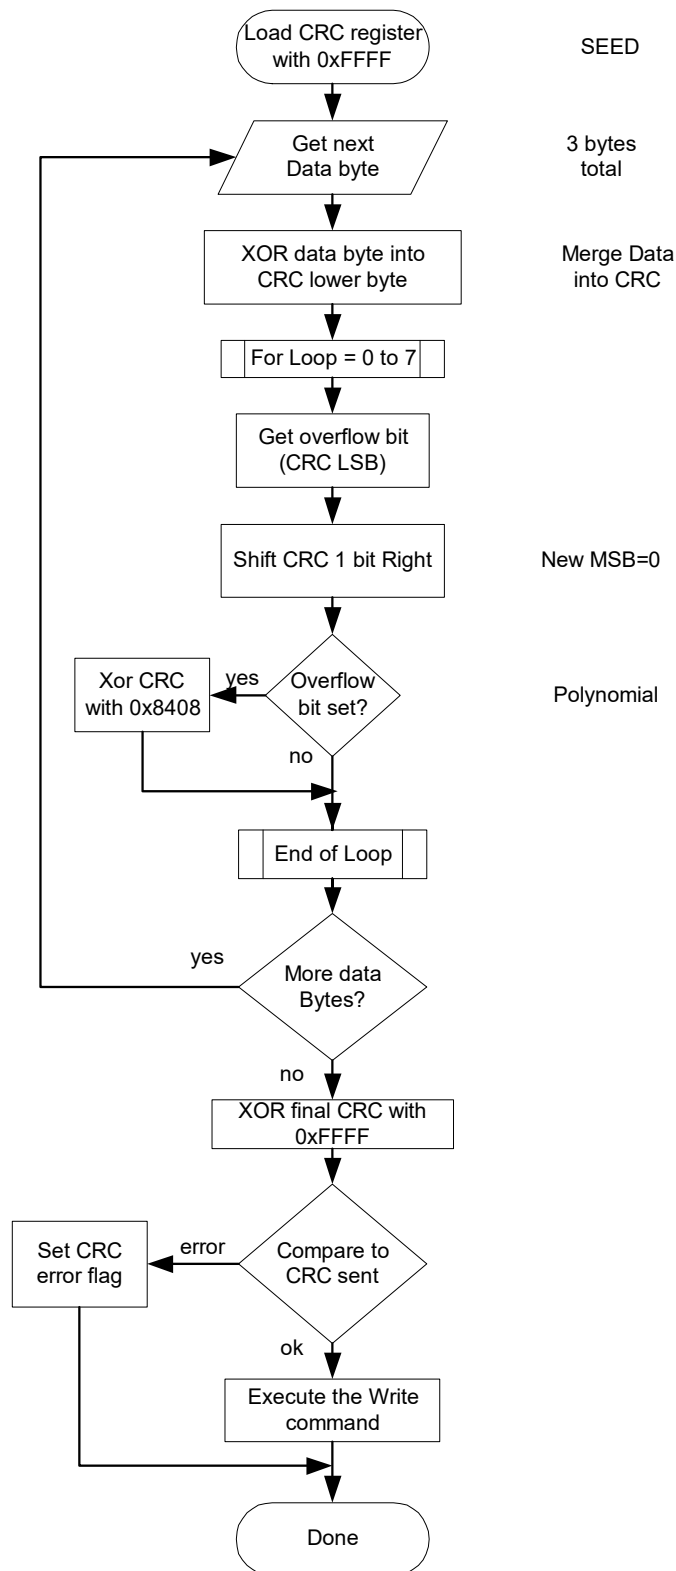 Load CRC register
with 0xFFFF
SEED
Get next
Data byte
3 bytes
total
XOR data byte into
CRC lower byte
Merge Data
into CRC
For Loop = 0 to 7
Get overflow bit
(CRC LSB)
Shift CRC 1 bit Right
New MSB=0
Xor CRC
with 0x8408
yes
Overflow
bit set?
Polynomial
no
End of Loop
yes
More data
Bytes?
no
XOR final CRC with
0xFFFF
Set CRC
error flag
error
Compare to
CRC sent
ok
Execute the Write
command
Done